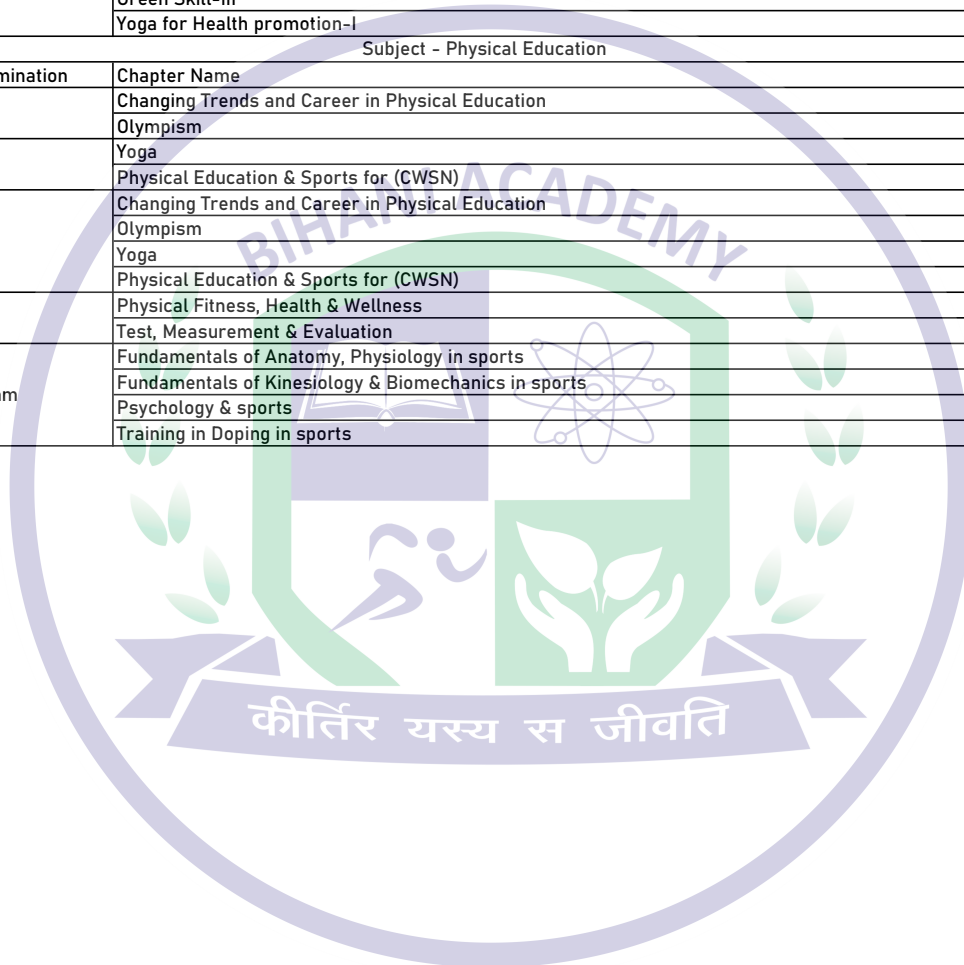 Green Skill-III
Yoga for Health promotion-I
Subject - Physical Education
mination Chapter Name
Changing Trends and Career in Physical Education
Olympism
Yoga
Physical Education & Sports for (CWSN)
Changing Trends and Career in Physical Education
Olympism
Yoga
Physical Education & Sports for (CWSN)
Physical Fitness, Health & Wellness
Test, Measurement & Evaluation
Fundamentals of Anatomy, Physiology in sports
am
Fundamentals of Kinesiology & Biomechanics in sports
Psychology & sports
Training in Doping in sports
BIHANI ACADEMY
कीर्तिर यस्य स जीवति